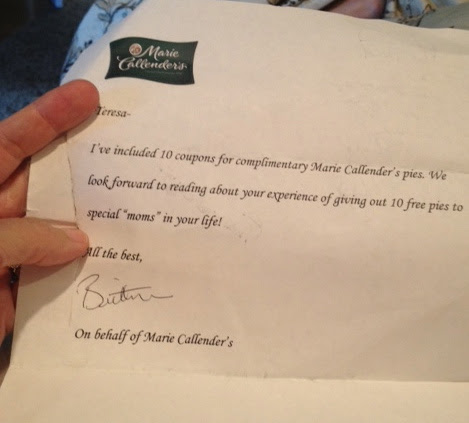 Marie
Callender's
Teresa-
I've included 10 coupons for complimentary Marie Callender's pies. We
look forward to reading about your experience of giving out 10 free pies to
special "moms" in your life!
All the best,
On behalf of Marie Callender's